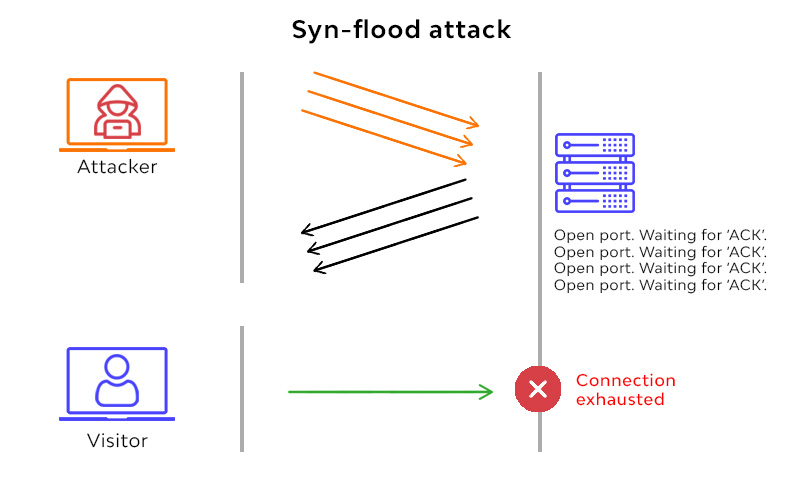 Syn-flood attack
Attacker
Open port. Waiting for ‘ACK’.
Open port. Waiting for ‘ACK’.
Open port. Waiting for ‘ACK’.
Open port. Waiting for ‘ACK’.
Visitor
Connection
exhausted